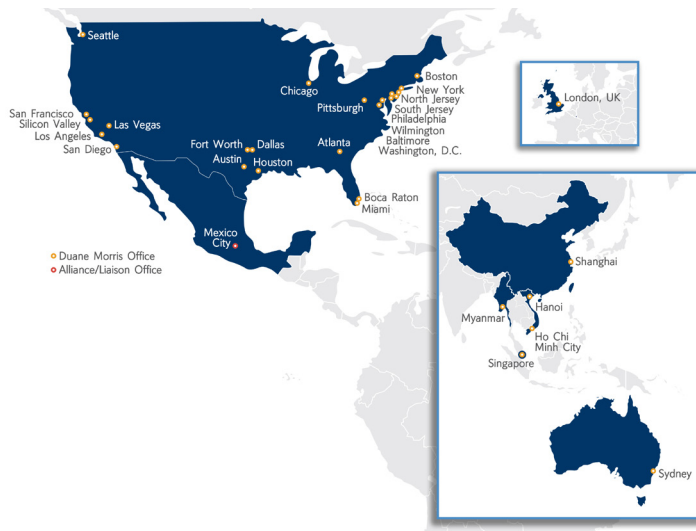 Seattle
Chicago
Boston
New York
North Jersey
South Jersey
Philadelphia
Wilmington
Baltimore
Washington, D.C.
Pittsburgh
San Francisco
Silicon Valley
Los Angeles
San Diego
Las Vegas
Fort Worth
Dallas
Austin
Houston
Atlanta
Boca Raton
Miami
Mexico
City
Duane Morris Office
Alliance/Liaison Office
London, UK
Shanghai
Hanoi
Myanmar
Ho Chi
Minh City
Singapore
Sydney